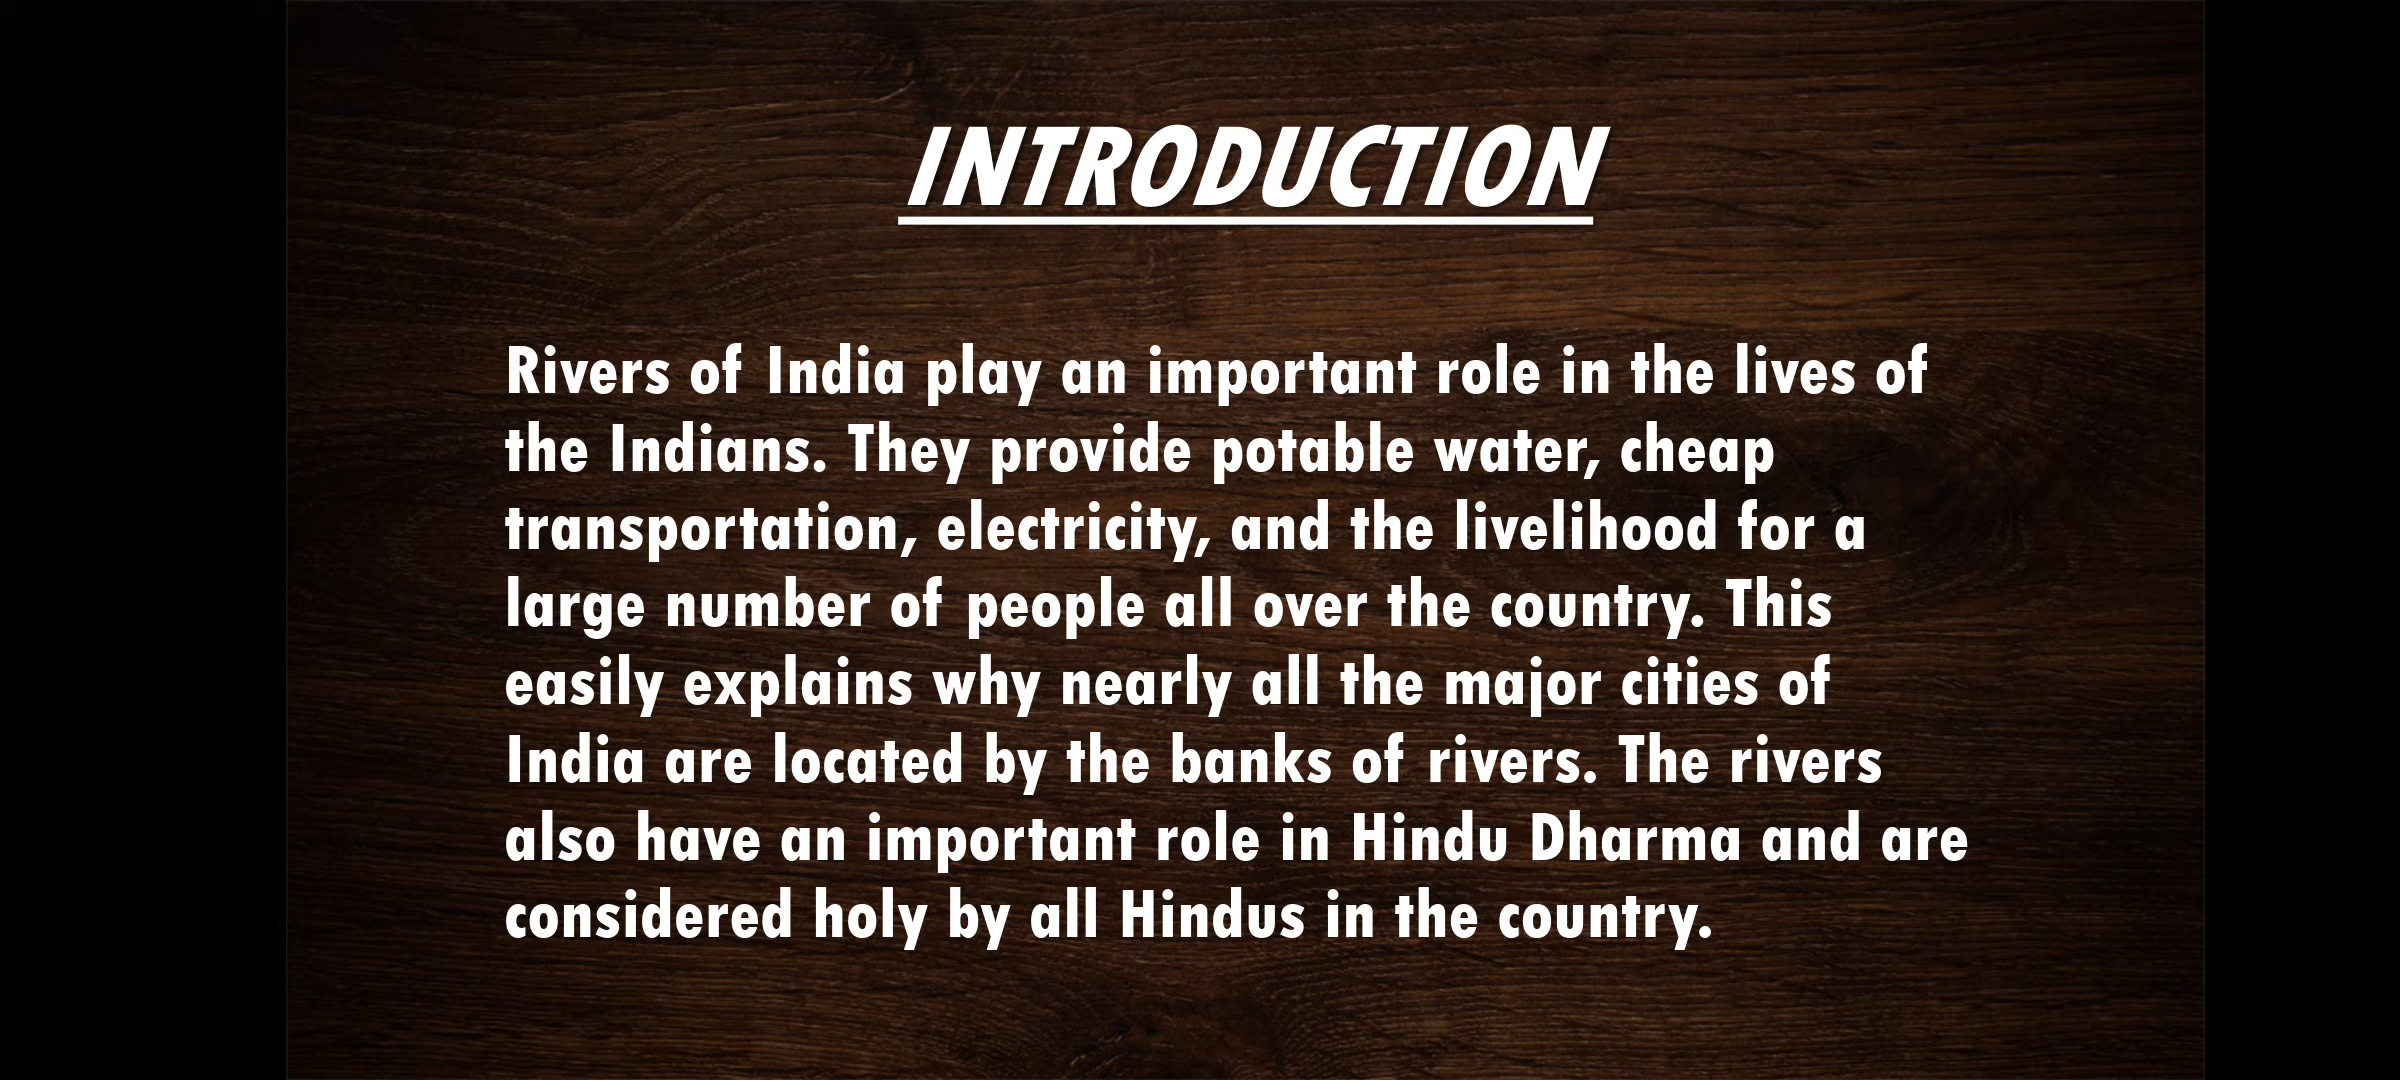 INTRODUCTION
Rivers of India play an important role in the lives of
the Indians. They provide potable water, cheap
transportation, electricity, and the livelihood for a
large number of people all over the country. This
easily explains why nearly all the major cities of
India are located by the banks of rivers. The rivers
also have an important role in Hindu Dharma and are
considered holy by all Hindus in the country.